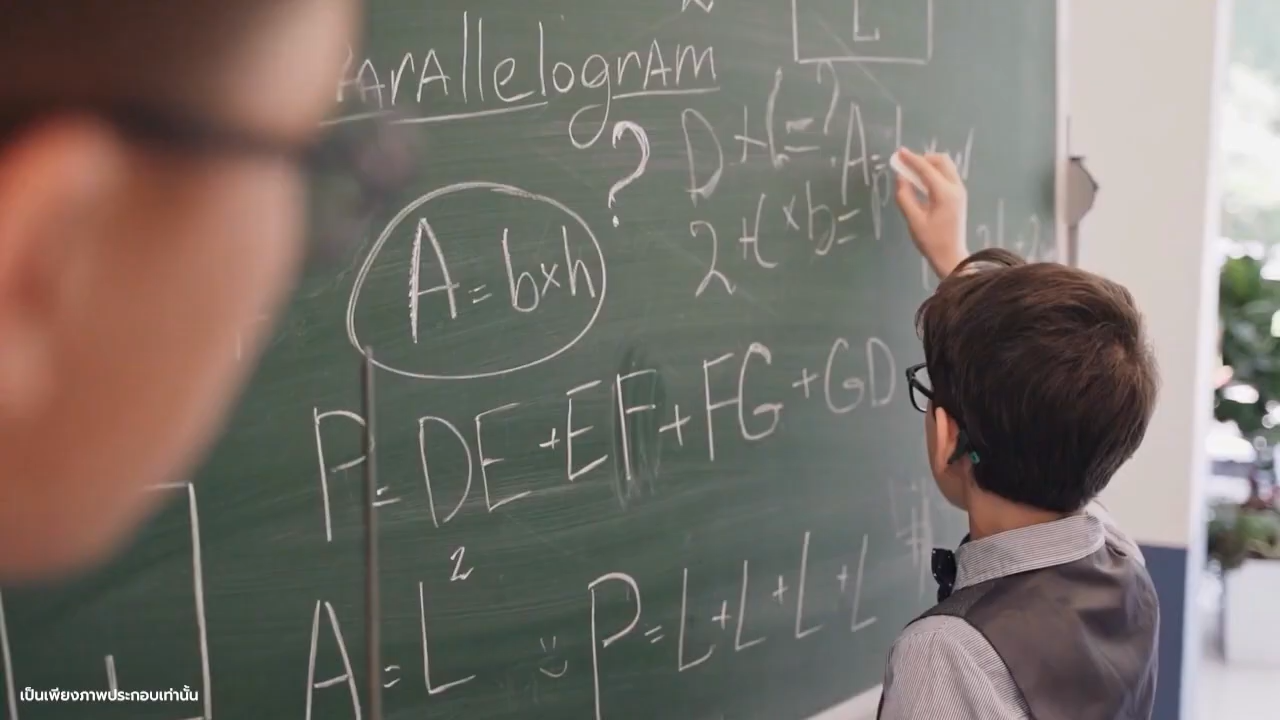 L
Parallelogram
? D + l = ? A =
2 + l × b = p
A = b×h
P = DE + EF + FG + GD
A = L²
P = L + L + L + L
เป็นเพียงภาพประกอบเท่านั้น